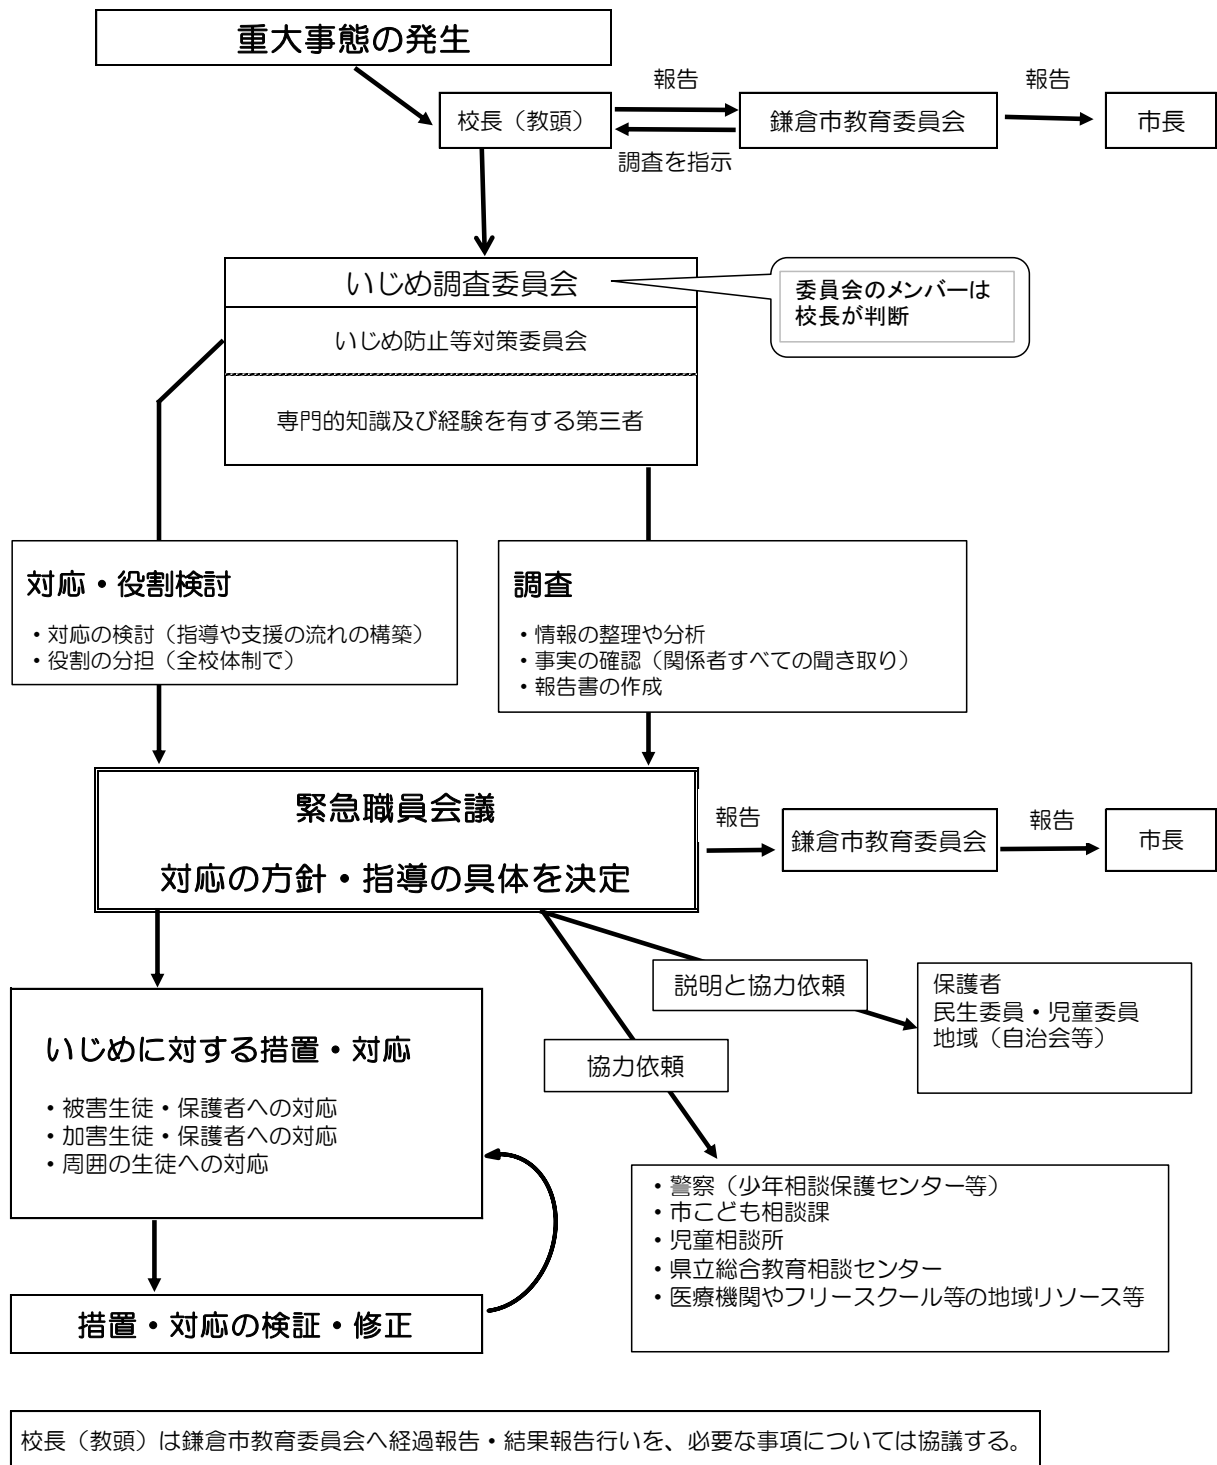 重大事態の発生
報告
報告
校長（教頭）
鎌倉市教育委員会
市長
調査を指示
いじめ調査委員会
委員会のメンバーは
校長が判断
いじめ防止等対策委員会
専門的知識及び経験を有する第三者
対応・役割検討
・対応の検討（指導や支援の流れの構築）
・役割の分担（全校体制で）
調査
・情報の整理や分析
・事実の確認（関係者すべての聞き取り）
・報告書の作成
緊急職員会議
対応の方針・指導の具体を決定
報告
鎌倉市教育委員会
報告
市長
説明と協力依頼
保護者
民生委員・児童委員
地域（自治会等）
協力依頼
いじめに対する措置・対応
・被害生徒・保護者への対応
・加害生徒・保護者への対応
・周囲の生徒への対応
・警察（少年相談保護センター等）
・市こども相談課
・児童相談所
・県立総合教育相談センター
・医療機関やフリースクール等の地域リソース等
措置・対応の検証・修正
校長（教頭）は鎌倉市教育委員会へ経過報告・結果報告行いを、必要な事項については協議する。